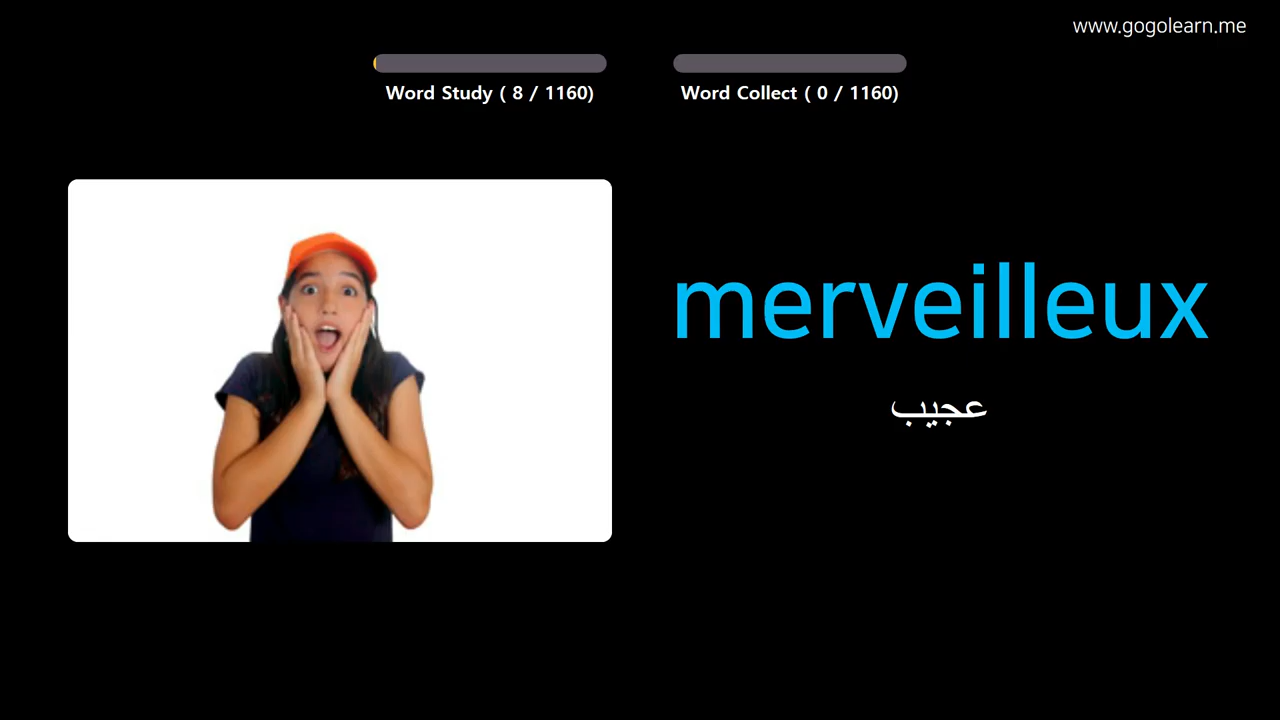 www.gogolearn.me
Word Study ( 8 / 1160)
Word Collect ( 0 / 1160)
merveilleux
عجيب